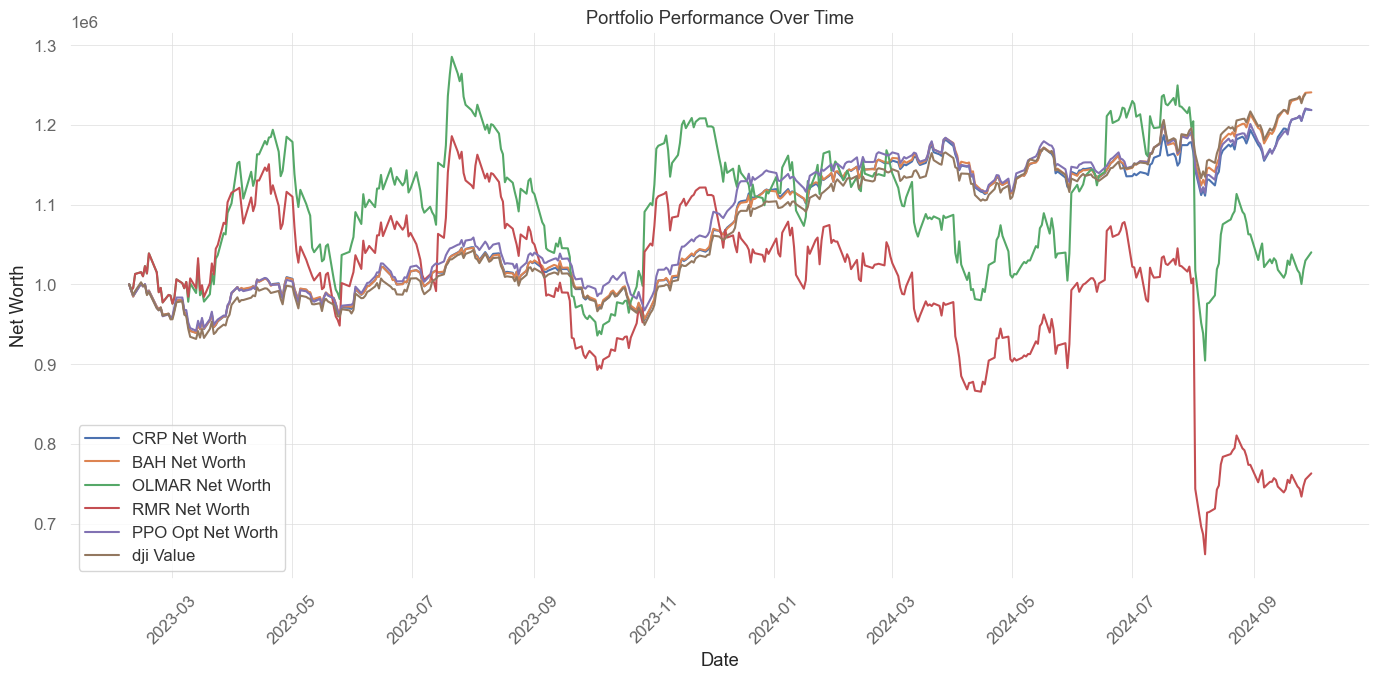 Portfolio Performance Over Time
1e6
1.3
1.2
1.1
1.0
0.9
0.8
0.7
Net Worth
CRP Net Worth
BAH Net Worth
OLMAR Net Worth
RMR Net Worth
PPO Opt Net Worth
dji Value
2023-03
2023-05
2023-07
2023-09
2023-11
2024-01
2024-03
2024-05
2024-07
2024-09
Date